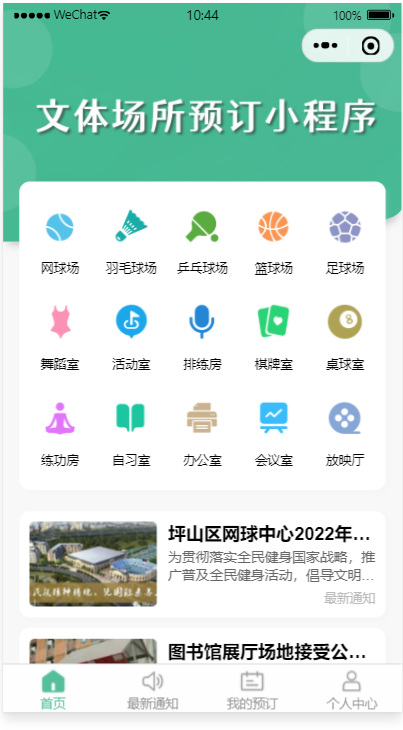 WeChat 10:44 100%
文体场所预订小程序
网球场 羽毛球场 乒乓球场 篮球场 足球场
8
舞蹈室 活动室 排练房 棋牌室 桌球室
练功房 自习室 办公室 会议室 放映厅
坪山区网球中心2022年...
为贯彻落实全民健身国家战略，推
广普及全民健身活动，倡导文明...
最新通知
图书馆展厅场地接受公...
首页 最新通知 我的预订 个人中心